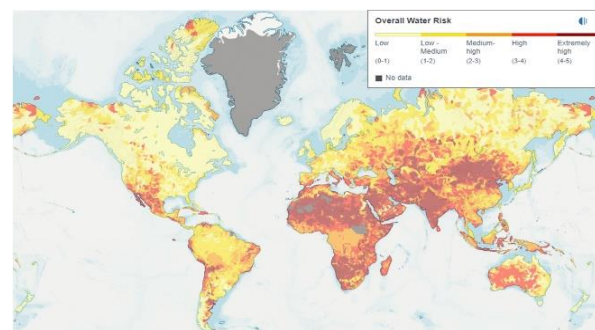 Overall Water Risk
Low
Low -
Medium
Medium-
high
High
Extremely
high
(0-1)
(1-2)
(2-3)
(3-4)
(4-5)
No data